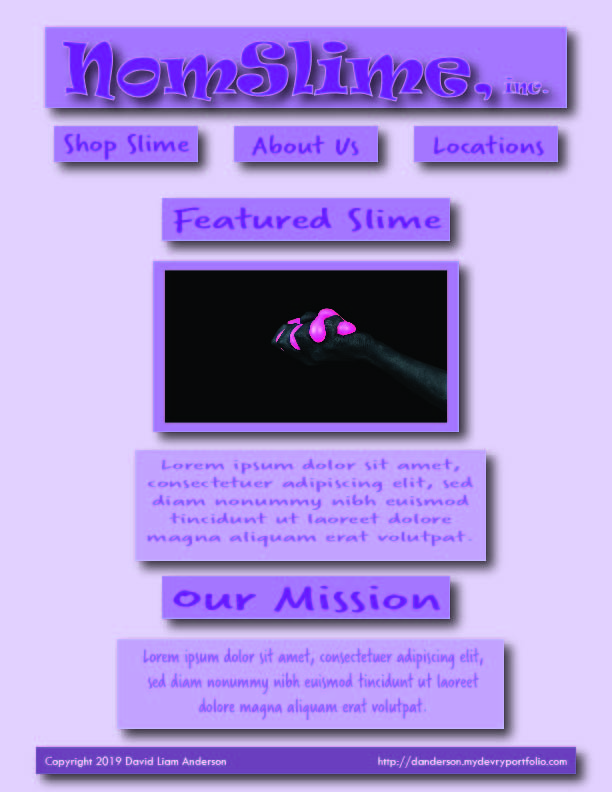 NomSlime, inc.
Shop Slime About Us Locations
Featured Slime
Lorem ipsum dolor sit amet,
consectetuer adipiscing elit, sed
diam nonummy nibh euismod
tincidunt ut laoreet dolore
magna aliquam erat volutpat.
Our Mission
Lorem ipsum dolor sit amet, consectetuer adipiscing elit,
sed diam nonummy nibh euismod tincidunt ut laoreet
dolore magna aliquam erat volutpat.
Copyright 2019 David Liam Anderson http://danderson.mydevryportfolio.com